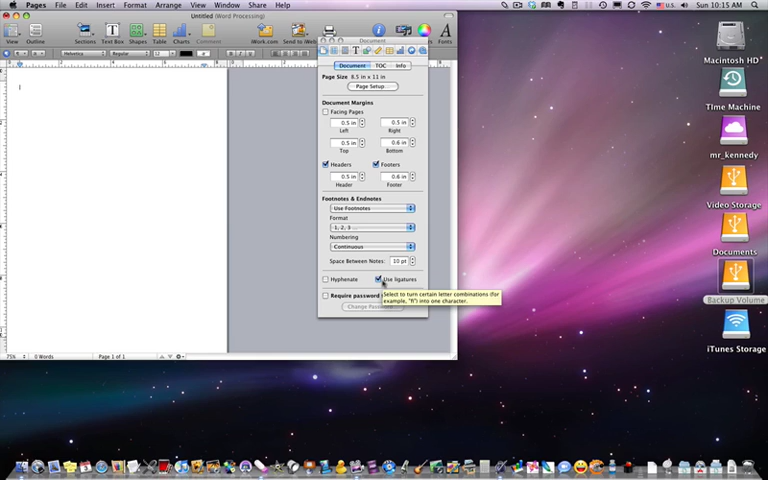 Pages File Edit Insert Format Arrange View Window Share Help
U.S. Sun 10:15 AM
Untitled (Word Processing)
View Outline Sections Text Box Shapes Table Charts Comment iWork.com Send to iWeb Fonts
Helvetica Regular 12
Document
Document TOC Info
Page Size 8.5 in x 11 in
Page Setup...
Document Margins
Facing Pages
0.5 in 0.5 in
Left Right
0.5 in 0.6 in
Top Bottom
Headers Footers
0.5 in 0.6 in
Header Footer
Footnotes & Endnotes
Use Footnotes
Format
1, 2, 3 ...
Numbering
Continuous
Space Between Notes: 10 pt
Hyphenate Use ligatures
Require password
Select to turn certain letter combinations (for
example, "fl") into one character.
75% 0 Words Page 1 of 1
Macintosh HD
TIme Machine
mr_kennedy
Video Storage
Documents
Backup Volume
iTunes Storage